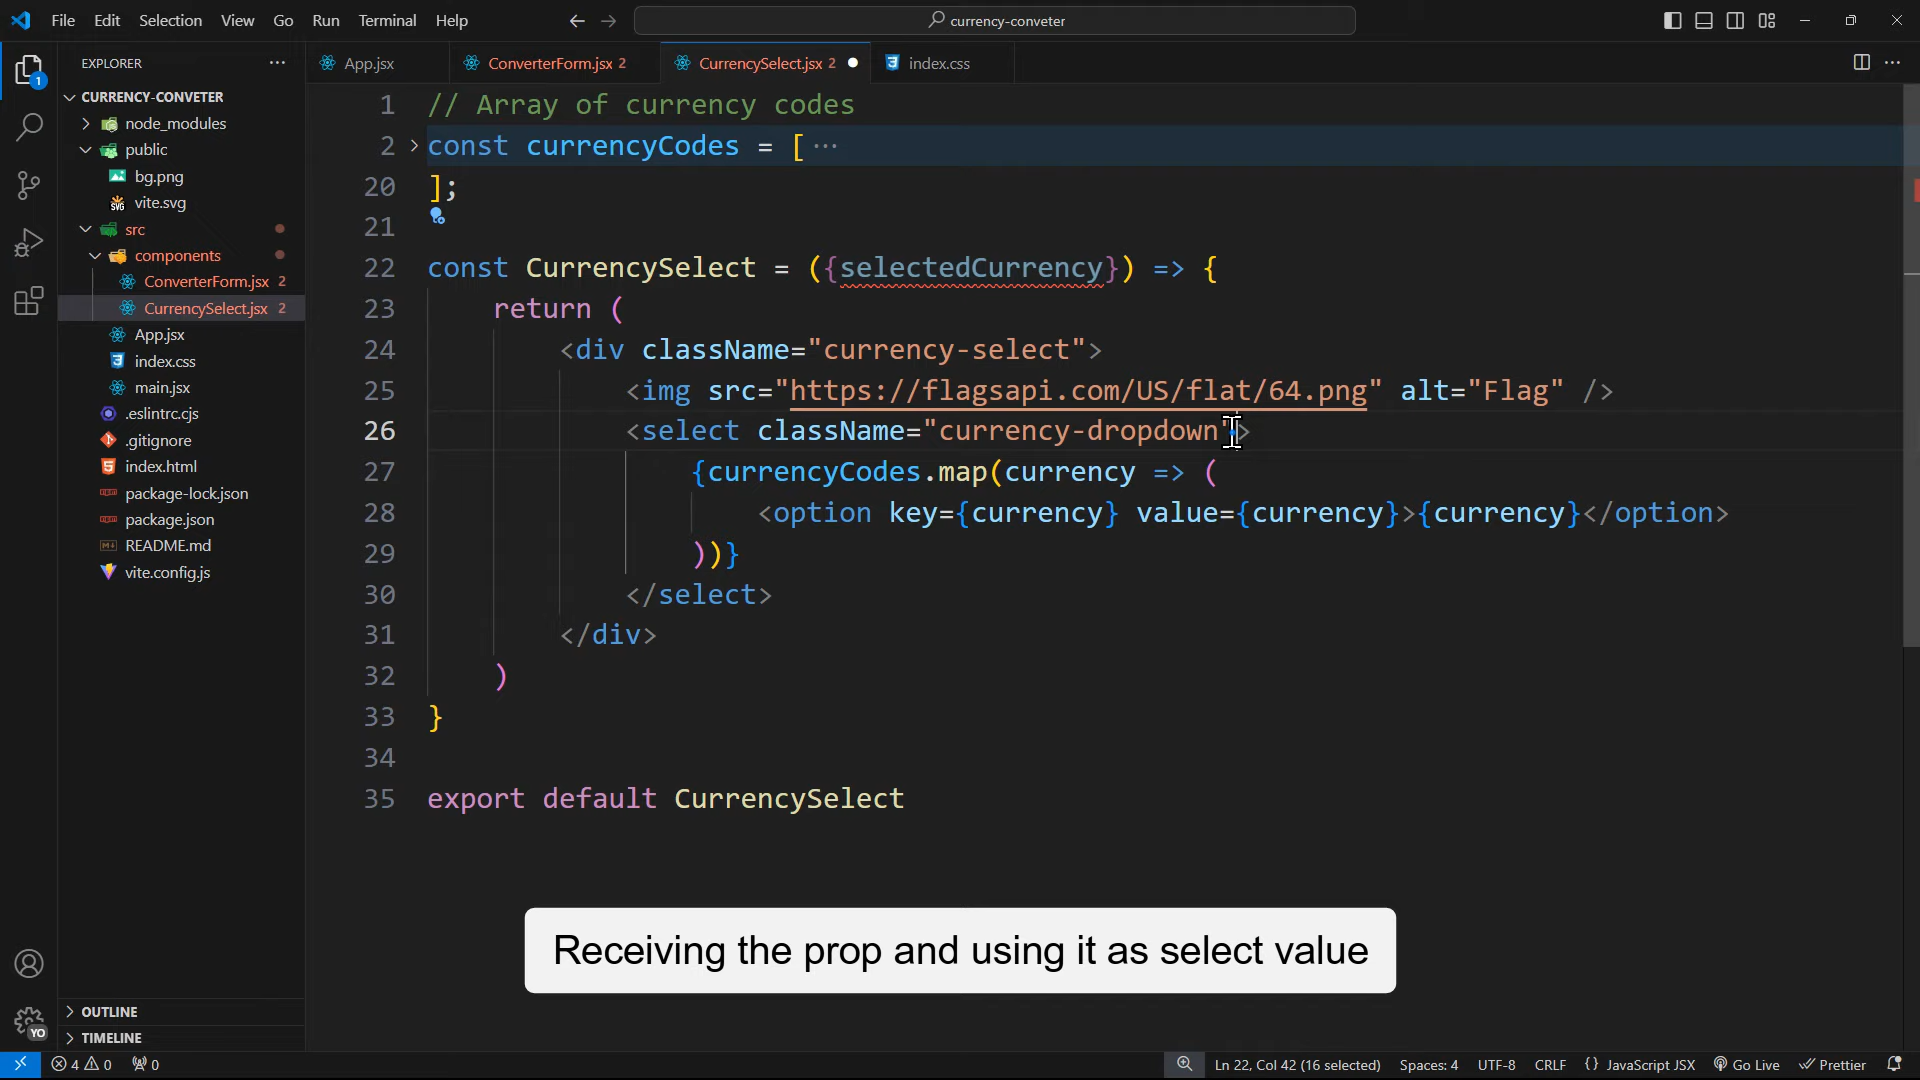 File Edit Selection View Go Run Terminal Help
currency-conveter
EXPLORER
App.jsx
ConverterForm.jsx 2
CurrencySelect.jsx 2
index.css
CURRENCY-CONVETER
node_modules
public
bg.png
vite.svg
src
components
ConverterForm.jsx 2
CurrencySelect.jsx 2
App.jsx
index.css
main.jsx
.eslintrc.cjs
.gitignore
index.html
package-lock.json
package.json
README.md
vite.config.js
OUTLINE
TIMELINE
1 // Array of currency codes
2 const currencyCodes = [ ···
20 ];
21
22 const CurrencySelect = ({selectedCurrency}) => {
23 return (
24 <div className="currency-select">
25 <img src="https://flagsapi.com/US/flat/64.png" alt="Flag" />
26 <select className="currency-dropdown">
27 {currencyCodes.map(currency => (
28 <option key={currency} value={currency}>{currency}</option>
29 ))}
30 </select>
31 </div>
32 )
33 }
34
35 export default CurrencySelect
Receiving the prop and using it as select value
1
YO
4 0 0
Ln 22, Col 42 (16 selected) Spaces: 4 UTF-8 CRLF {} JavaScript JSX Go Live Prettier